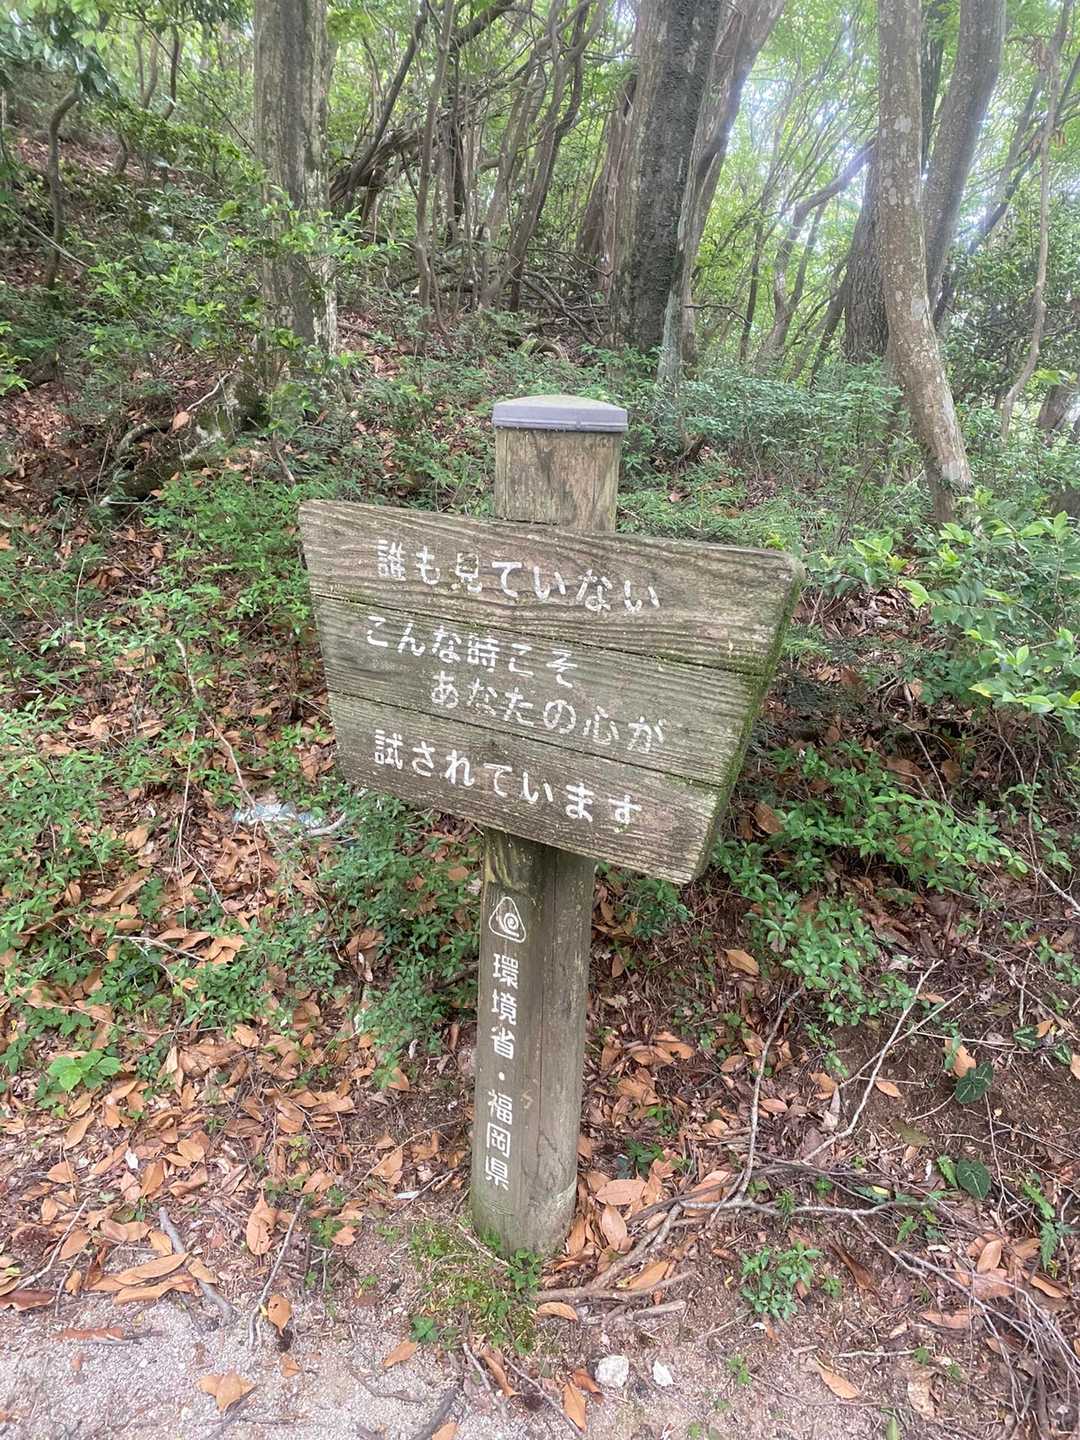 誰も見ていない
こんな時こそ
あなたの心が
試されています
環境省・福岡県